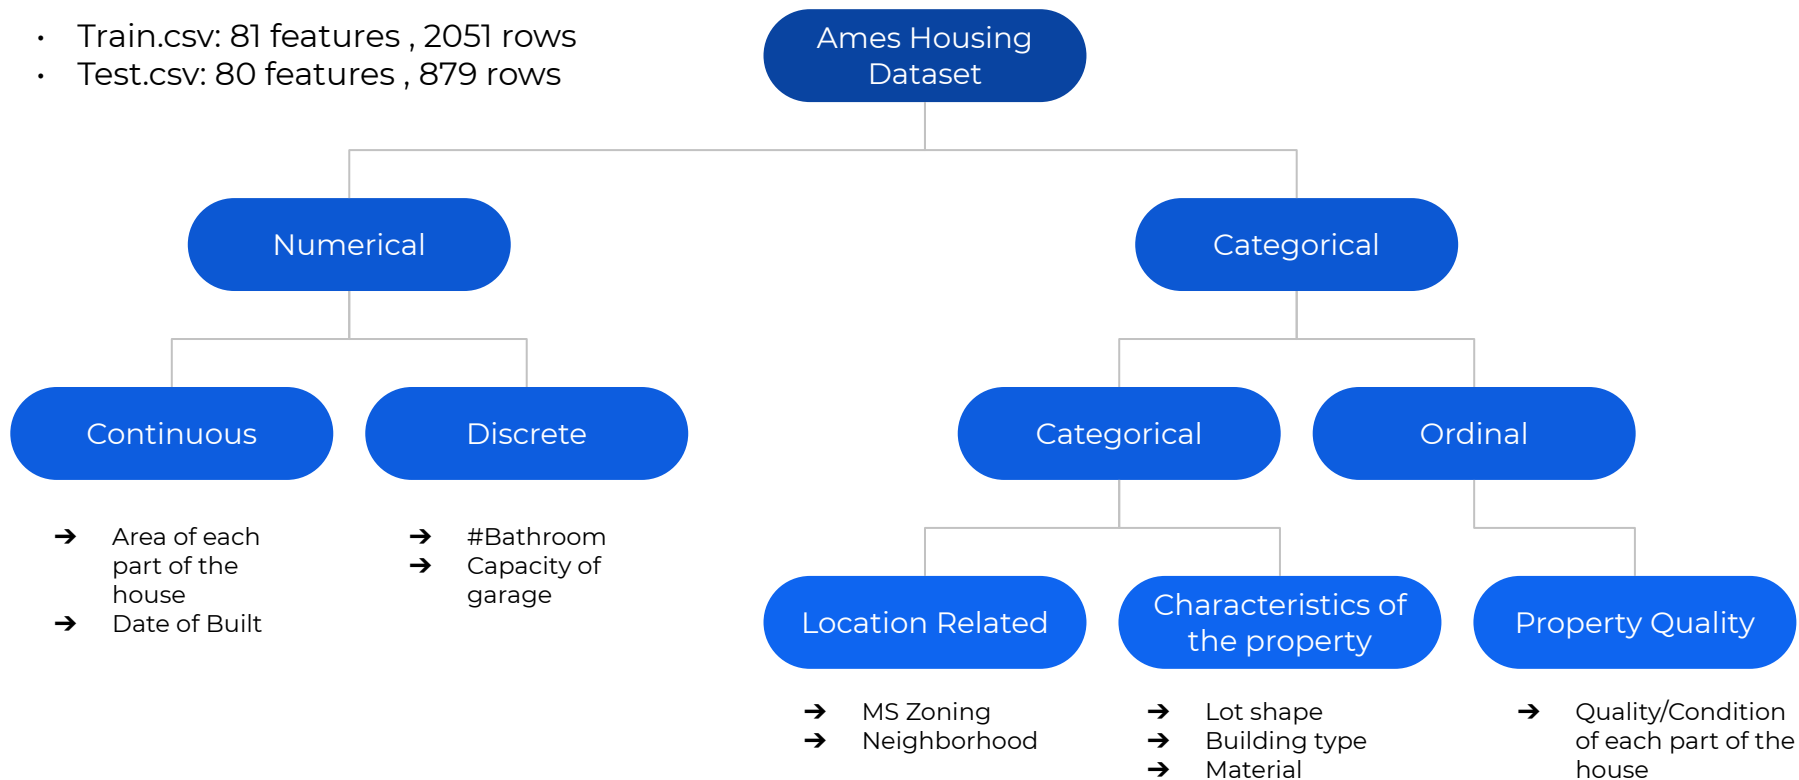 • Train.csv: 81 features , 2051 rows
• Test.csv: 80 features , 879 rows
Ames Housing
Dataset
Numerical
Categorical
Continuous
Discrete
Categorical
Ordinal
➔ Area of each
part of the
house
➔ Date of Built
➔ #Bathroom
➔ Capacity of
garage
Location Related
Characteristics of
the property
Property Quality
➔ MS Zoning
➔ Neighborhood
➔ Lot shape
➔ Building type
➔ Material
➔ Quality/Condition
of each part of the
house